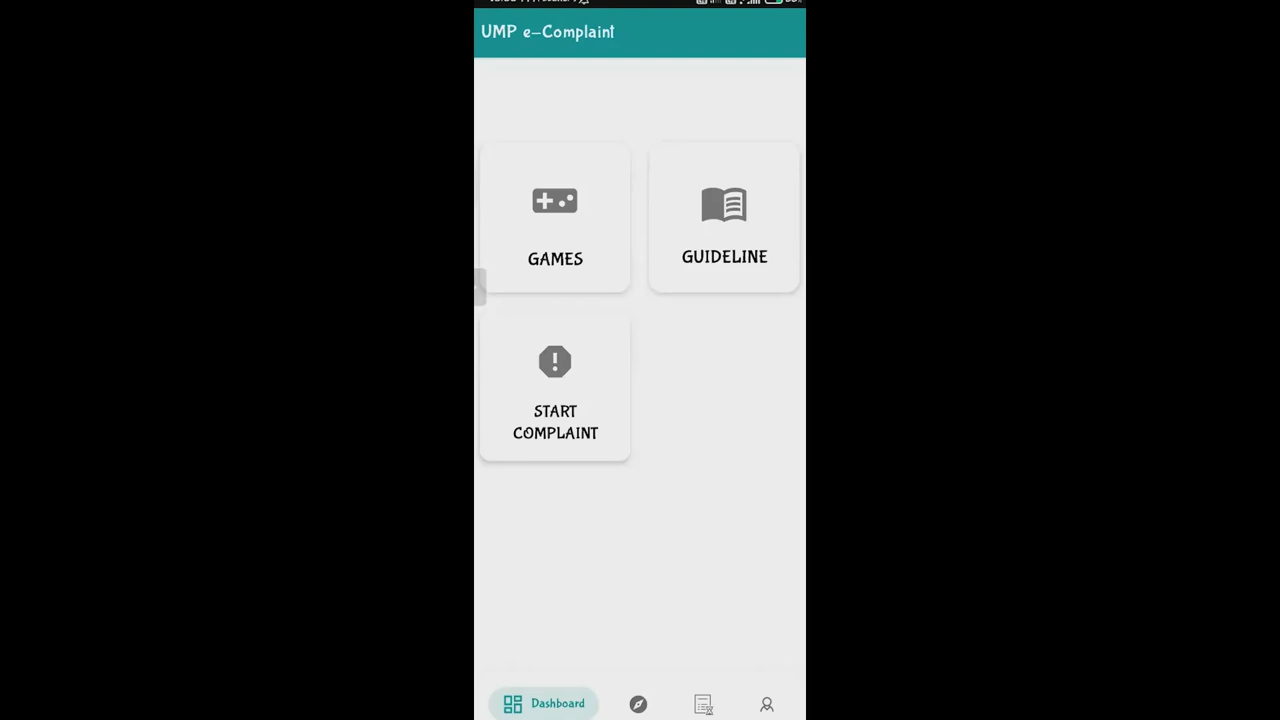 UMP e-Complaint
GAMES
GUIDELINE
START
COMPLAINT
Dashboard